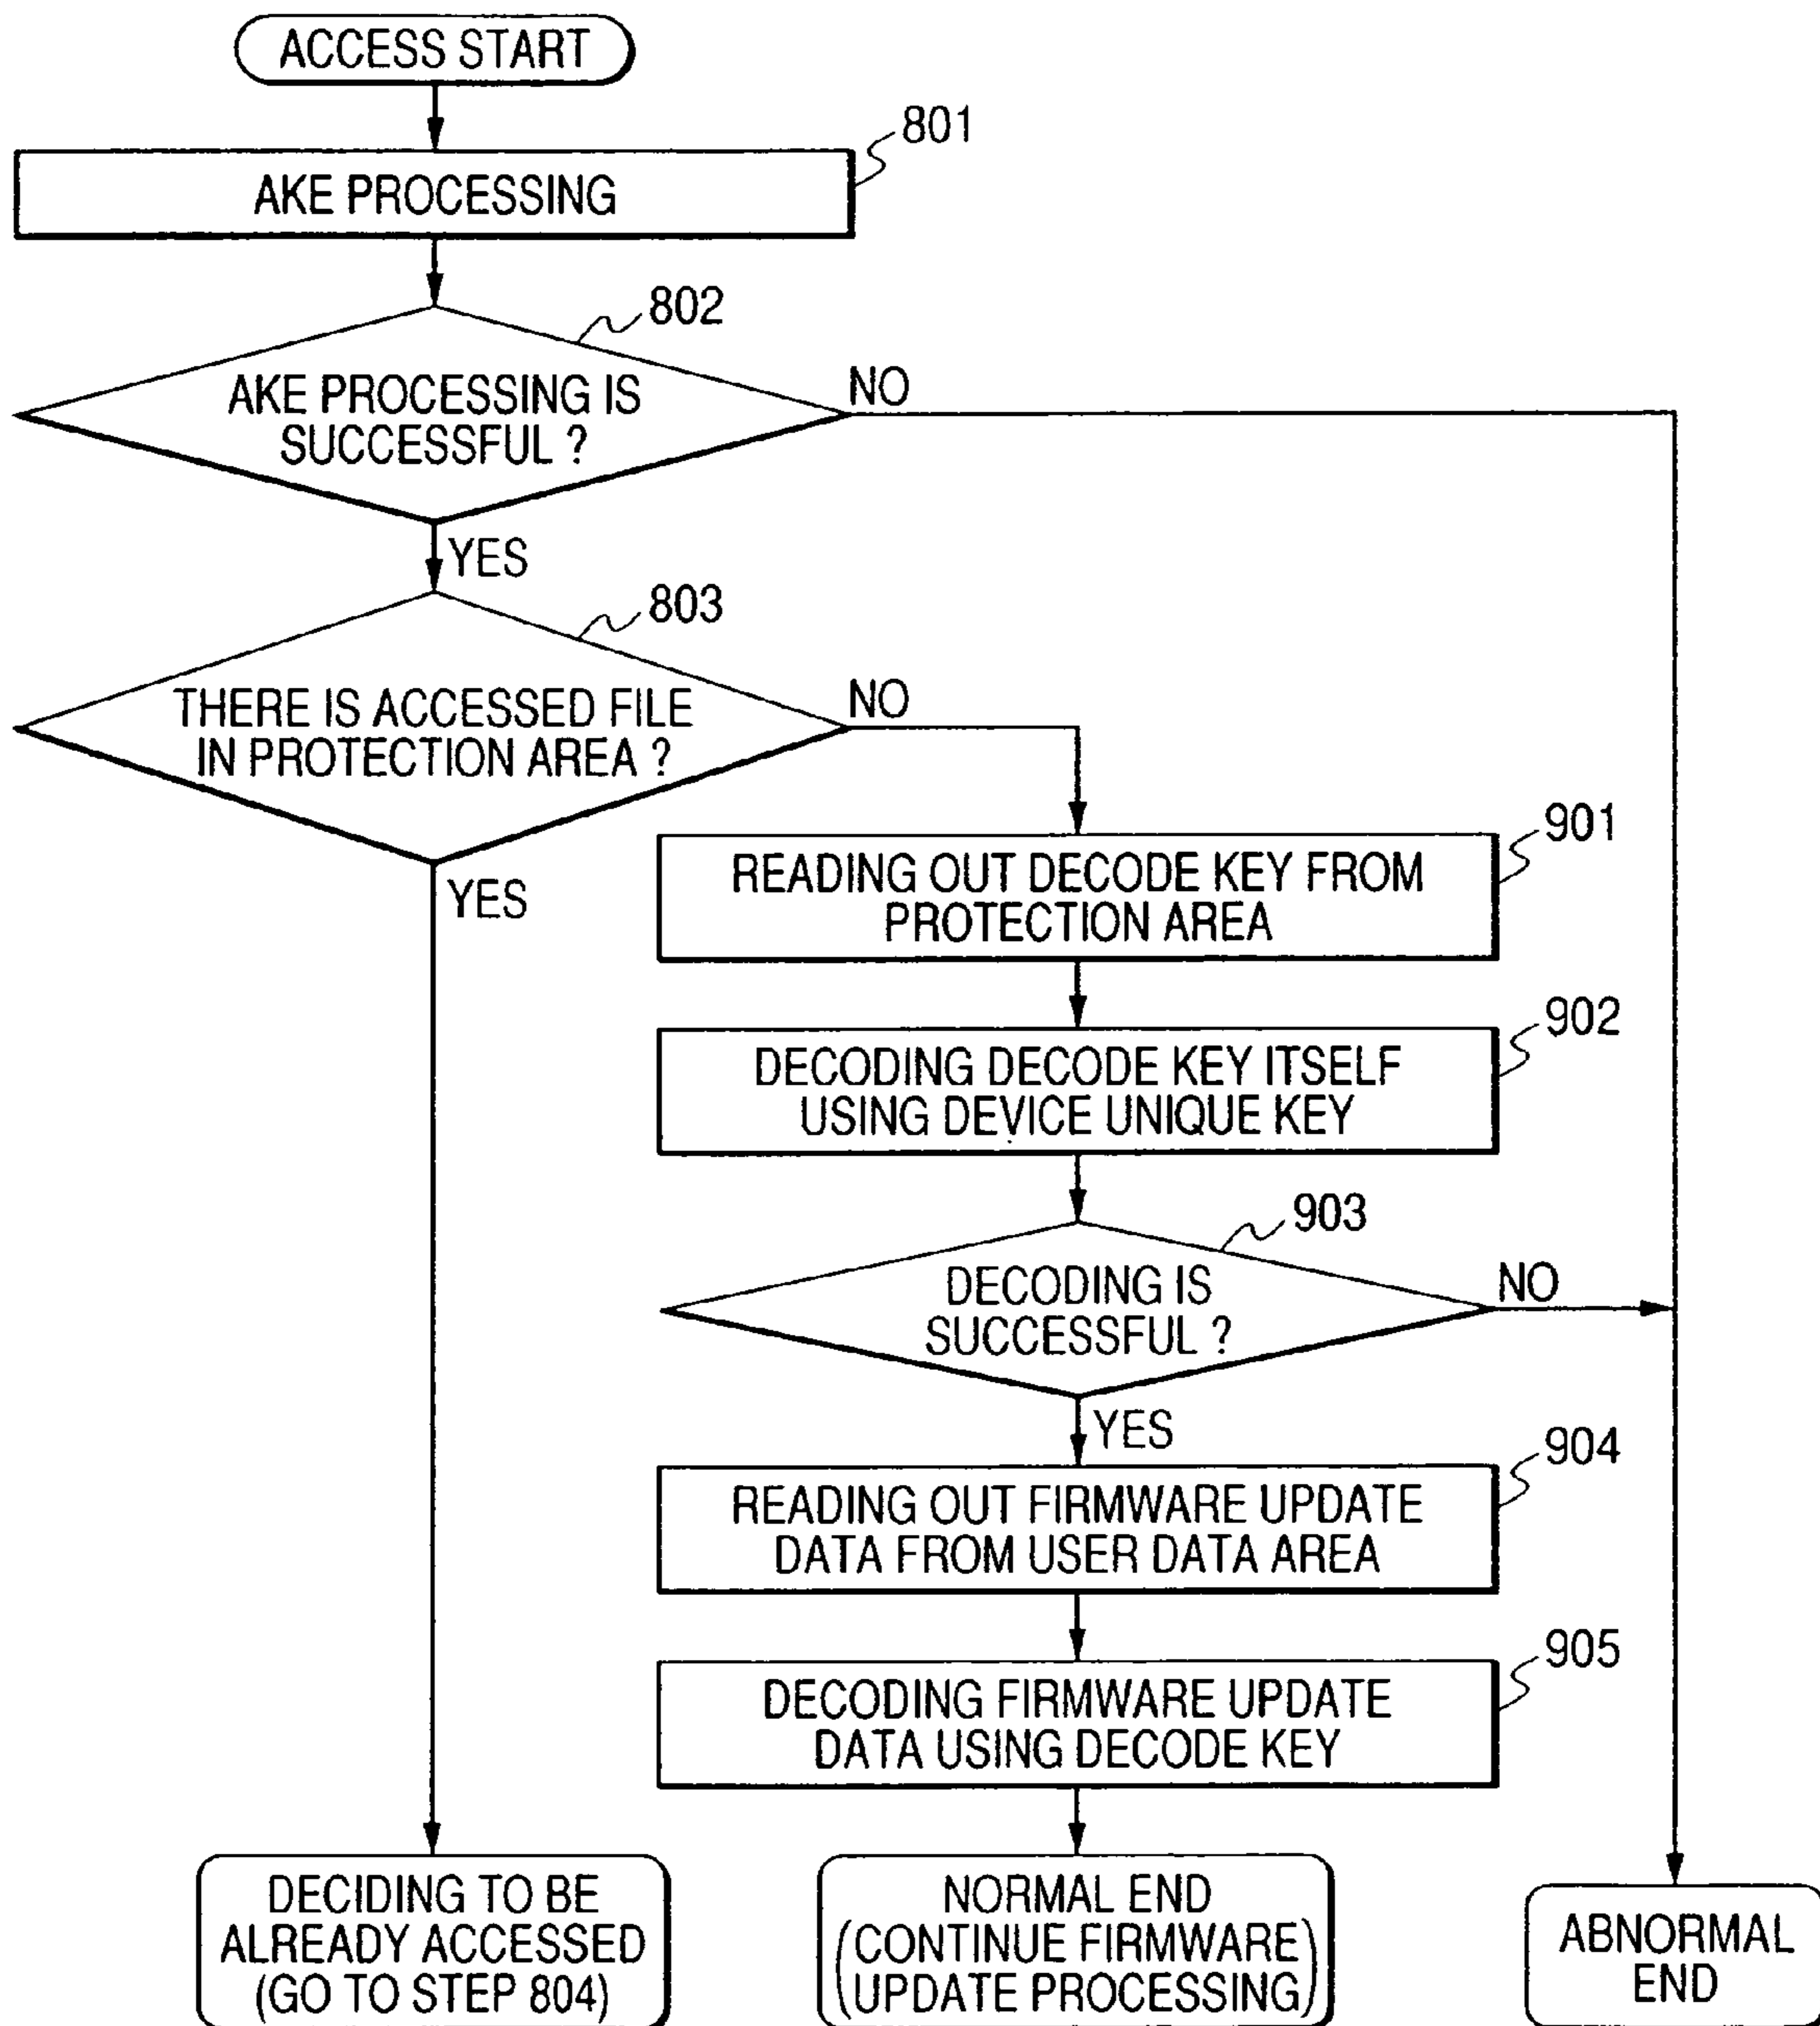 ACCESS START
801
AKE PROCESSING
802
AKE PROCESSING IS
SUCCESSFUL ?
NO
YES
803
THERE IS ACCESSED FILE
IN PROTECTION AREA ?
NO
YES
901
READING OUT DECODE KEY FROM
PROTECTION AREA
902
DECODING DECODE KEY ITSELF
USING DEVICE UNIQUE KEY
903
DECODING IS
SUCCESSFUL ?
NO
YES
904
READING OUT FIRMWARE UPDATE
DATA FROM USER DATA AREA
905
DECODING FIRMWARE UPDATE
DATA USING DECODE KEY
DECIDING TO BE
ALREADY ACCESSED
(GO TO STEP 804)
NORMAL END
(CONTINUE FIRMWARE
UPDATE PROCESSING)
ABNORMAL
END